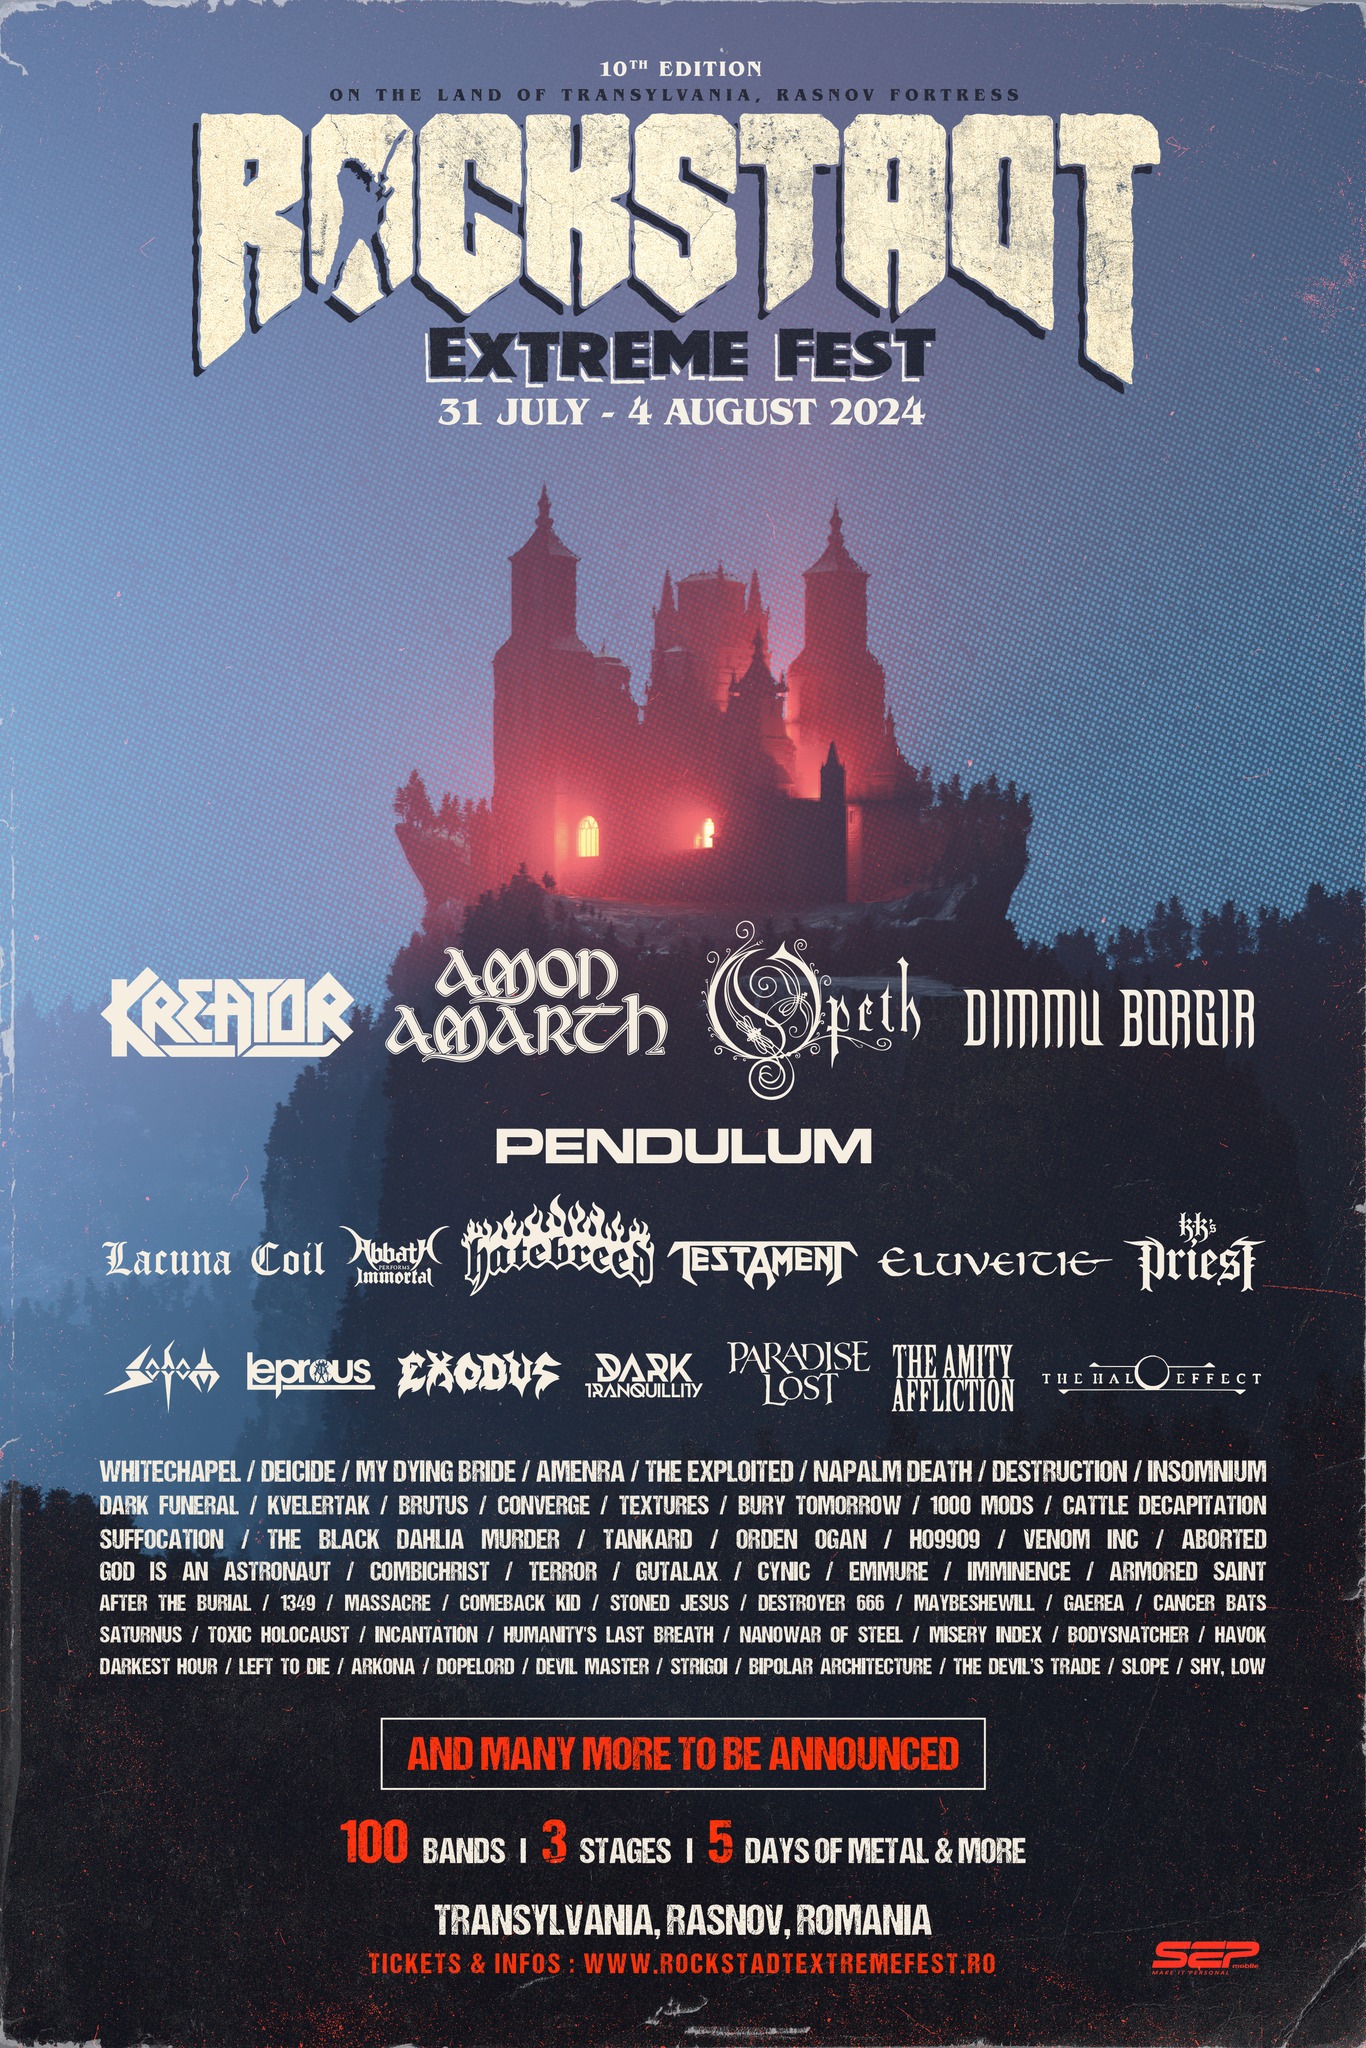 10TH EDITION
ON THE LAND OF TRANSYLVANIA, RASNOV FORTRESS
ROCKSTADT
EXTREME FEST
31 JULY - 4 AUGUST 2024
KREATOR AMON AMARTH Opeth DIMMU BORGIR
PENDULUM
Lacuna Coil Abbath PERFORMS Immortal hatebreed TESTAMENT ELUVEITIE kk's priest
SODOM leprous EXODUS DARK TRANQUILLITY PARADISE LOST THE AMITY AFFLICTION THE HALO EFFECT
WHITECHAPEL / DEICIDE / MY DYING BRIDE / AMENRA / THE EXPLOITED / NAPALM DEATH / DESTRUCTION / INSOMNIUM
DARK FUNERAL / KVELERTAK / BRUTUS / CONVERGE / TEXTURES / BURY TOMORROW / 1000 MODS / CATTLE DECAPITATION
SUFFOCATION / THE BLACK DAHLIA MURDER / TANKARD / ORDEN OGAN / HO99O9 / VENOM INC / ABORTED
GOD IS AN ASTRONAUT / COMBICHRIST / TERROR / GUTALAX / CYNIC / EMMURE / IMMINENCE / ARMORED SAINT
AFTER THE BURIAL / 1349 / MASSACRE / COMEBACK KID / STONED JESUS / DESTROYER 666 / MAYBESHEWILL / GAEREA / CANCER BATS
SATURNUS / TOXIC HOLOCAUST / INCANTATION / HUMANITY'S LAST BREATH / NANOWAR OF STEEL / MISERY INDEX / BODYSNATCHER / HAVOK
DARKEST HOUR / LEFT TO DIE / ARKONA / DOPELORD / DEVIL MASTER / STRIGOI / BIPOLAR ARCHITECTURE / THE DEVIL'S TRADE / SLOPE / SHY, LOW
AND MANY MORE TO BE ANNOUNCED
100 BANDS | 3 STAGES | 5 DAYS OF METAL & MORE
TRANSYLVANIA, RASNOV, ROMANIA
TICKETS & INFOS : WWW.ROCKSTADTEXTREMEFEST.RO
SEP mobile
MAKE IT PERSONAL